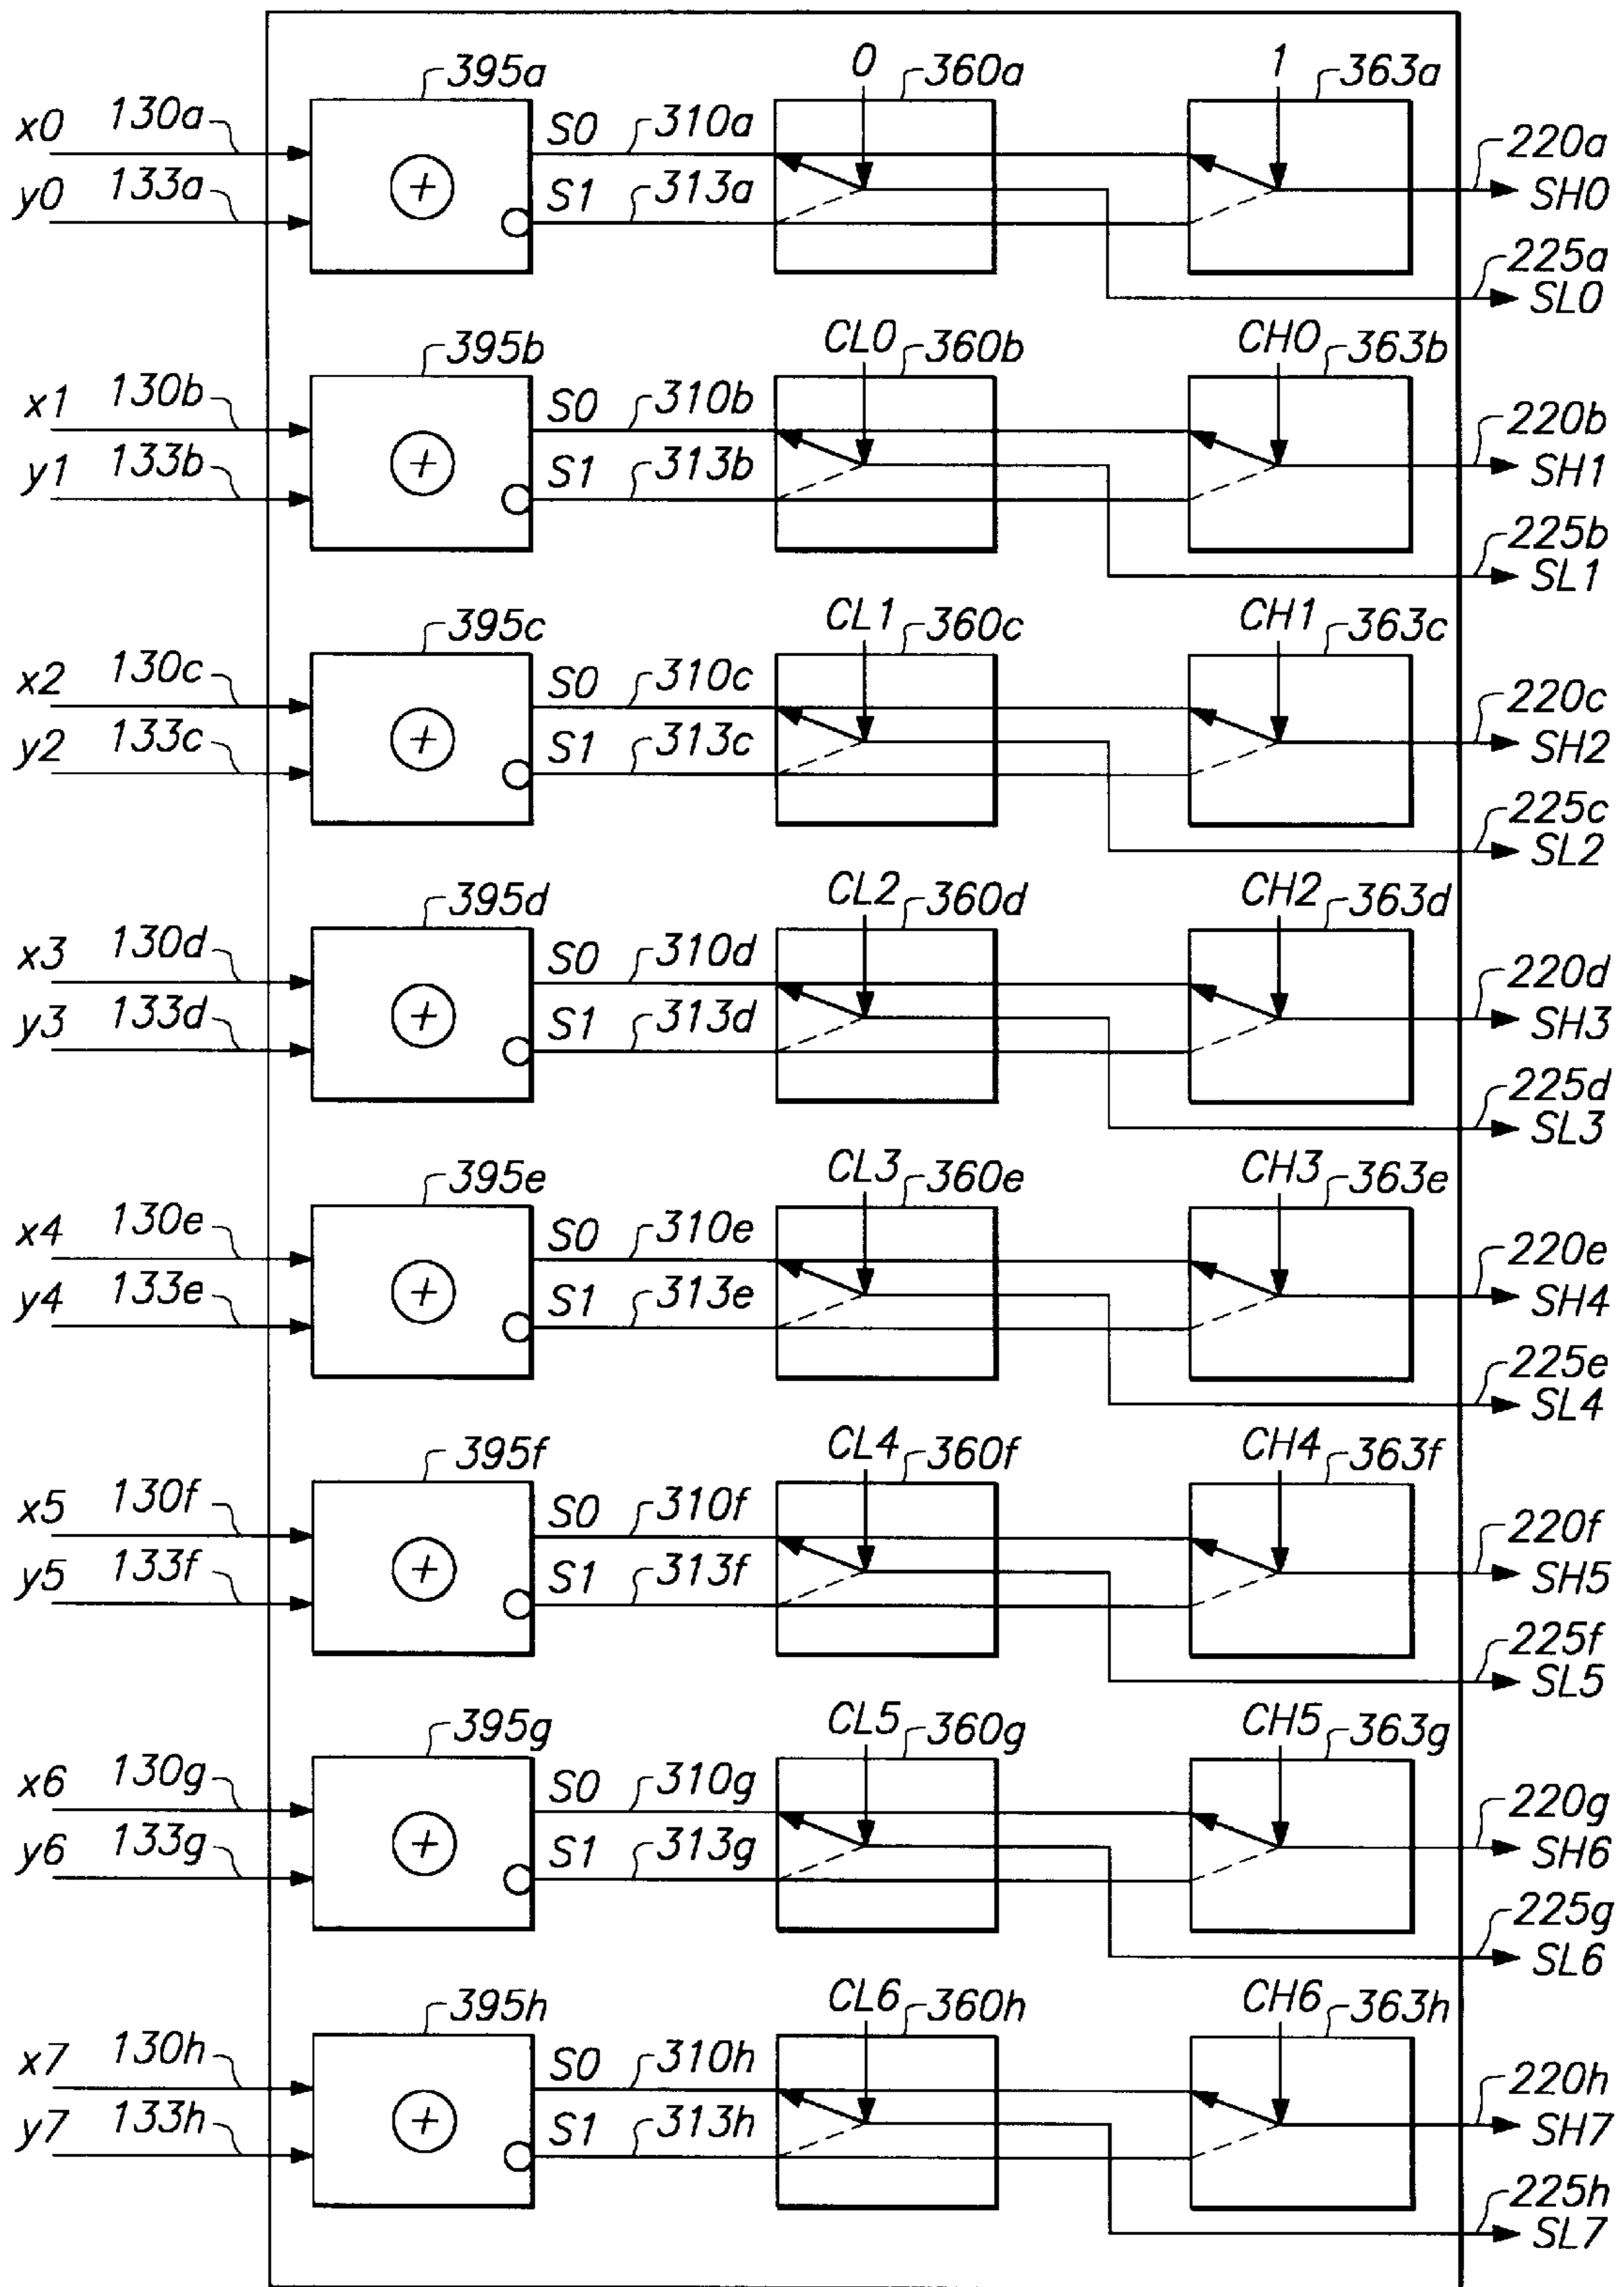 395a 0 360a 1 363a
x0 130a S0 310a 220a
y0 133a + S1 313a SH0
225a
SL0
395b CL0 360b CH0 363b
x1 130b S0 310b 220b
y1 133b + S1 313b SH1
225b
SL1
395c CL1 360c CH1 363c
x2 130c S0 310c 220c
y2 133c + S1 313c SH2
225c
SL2
395d CL2 360d CH2 363d
x3 130d S0 310d 220d
y3 133d + S1 313d SH3
225d
SL3
395e CL3 360e CH3 363e
x4 130e S0 310e 220e
y4 133e + S1 313e SH4
225e
SL4
395f CL4 360f CH4 363f
x5 130f S0 310f 220f
y5 133f + S1 313f SH5
225f
SL5
395g CL5 360g CH5 363g
x6 130g S0 310g 220g
y6 133g + S1 313g SH6
225g
SL6
395h CL6 360h CH6 363h
x7 130h S0 310h 220h
y7 133h + S1 313h SH7
225h
SL7